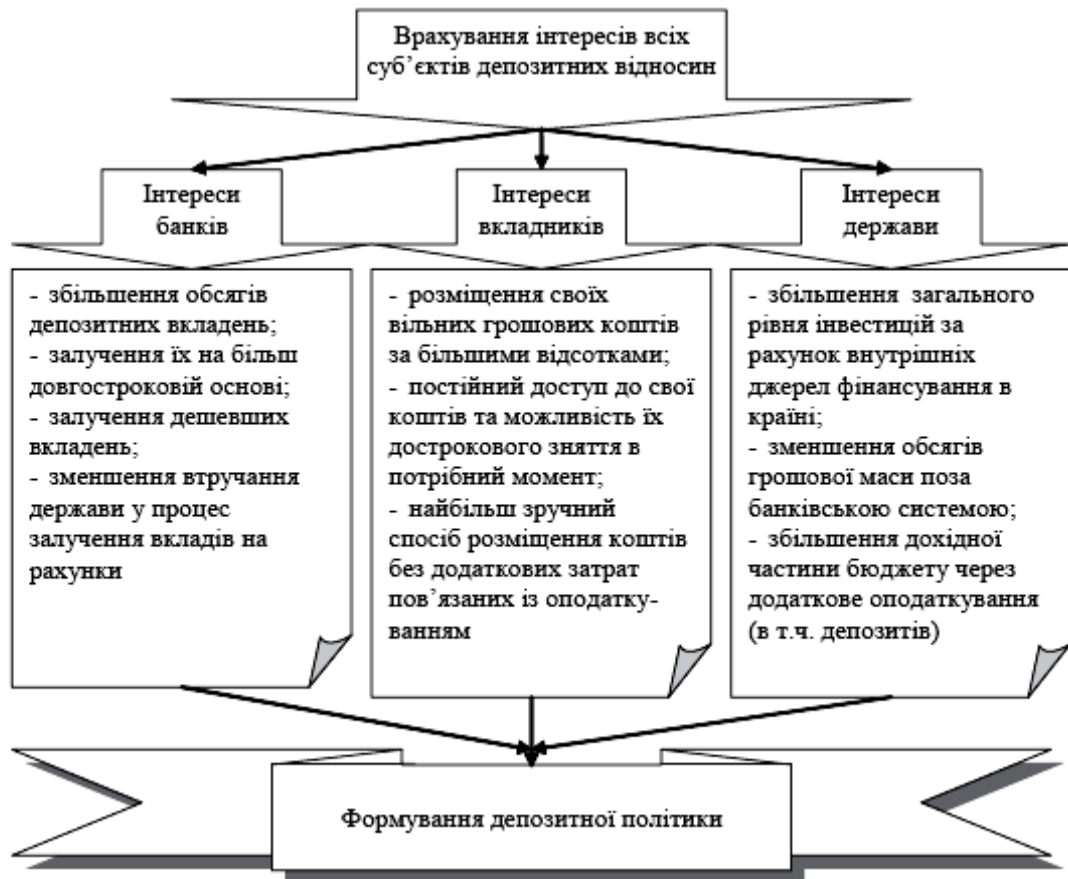 Врахування інтересів всіх
суб’єктів депозитних відносин
Інтереси
банків
Інтереси
вкладників
Інтереси
держави
- збільшення обсягів
депозитних вкладень;
- залучення їх на більш
довгостроковій основі;
- залучення дешевших
вкладень;
- зменшення втручання
держави у процес
залучення вкладів на
рахунки
- розміщення своїх
вільних грошових коштів
за більшими відсотками;
- постійний доступ до свої
коштів та можливість їх
дострокового зняття в
потрібний момент;
- найбільш зручний
спосіб розміщення коштів
без додаткових затрат
пов’язаних із оподатку-
ванням
- збільшення загального
рівня інвестицій за
рахунок внутрішніх
джерел фінансування в
країні;
- зменшення обсягів
грошової маси поза
банківською системою;
- збільшення дохідної
частини бюджету через
додаткове оподаткування
(в т.ч. депозитів)
Формування депозитної політики